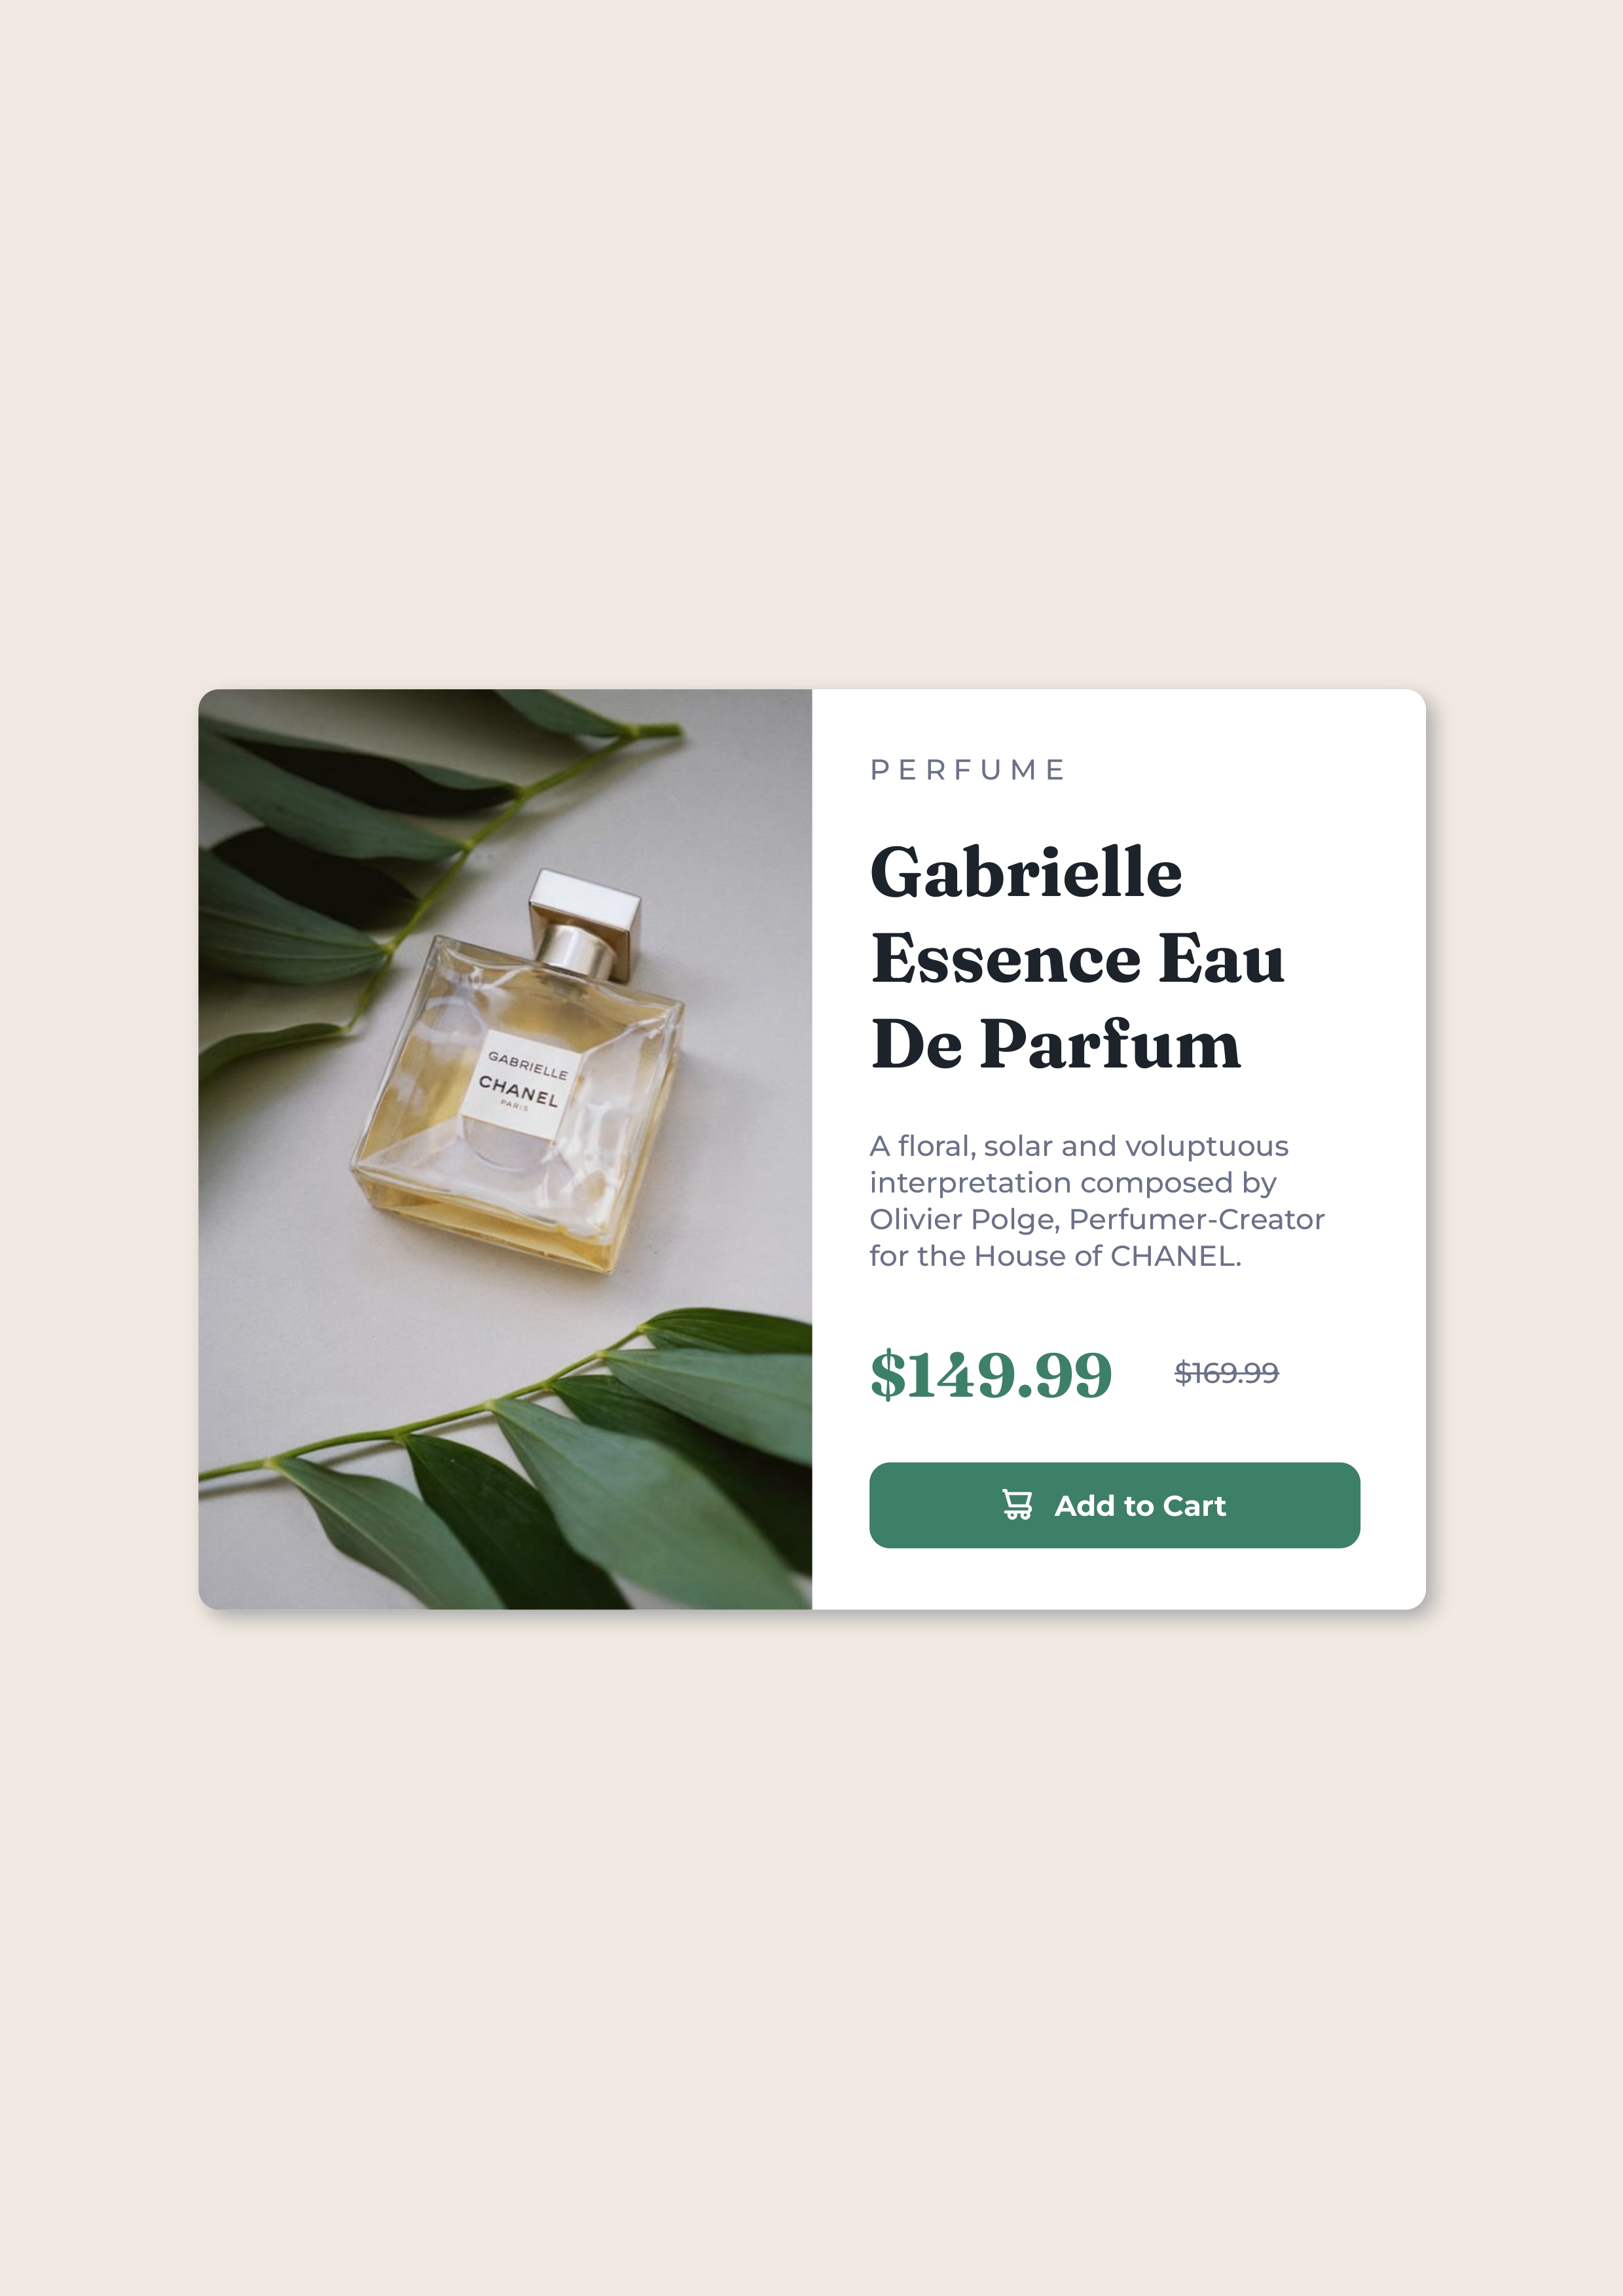 GABRIELLE
CHANEL
PARIS
PERFUME
Gabrielle
Essence Eau
De Parfum
A floral, solar and voluptuous
interpretation composed by
Olivier Polge, Perfumer-Creator
for the House of CHANEL.
$149.99 $169.99
Add to Cart